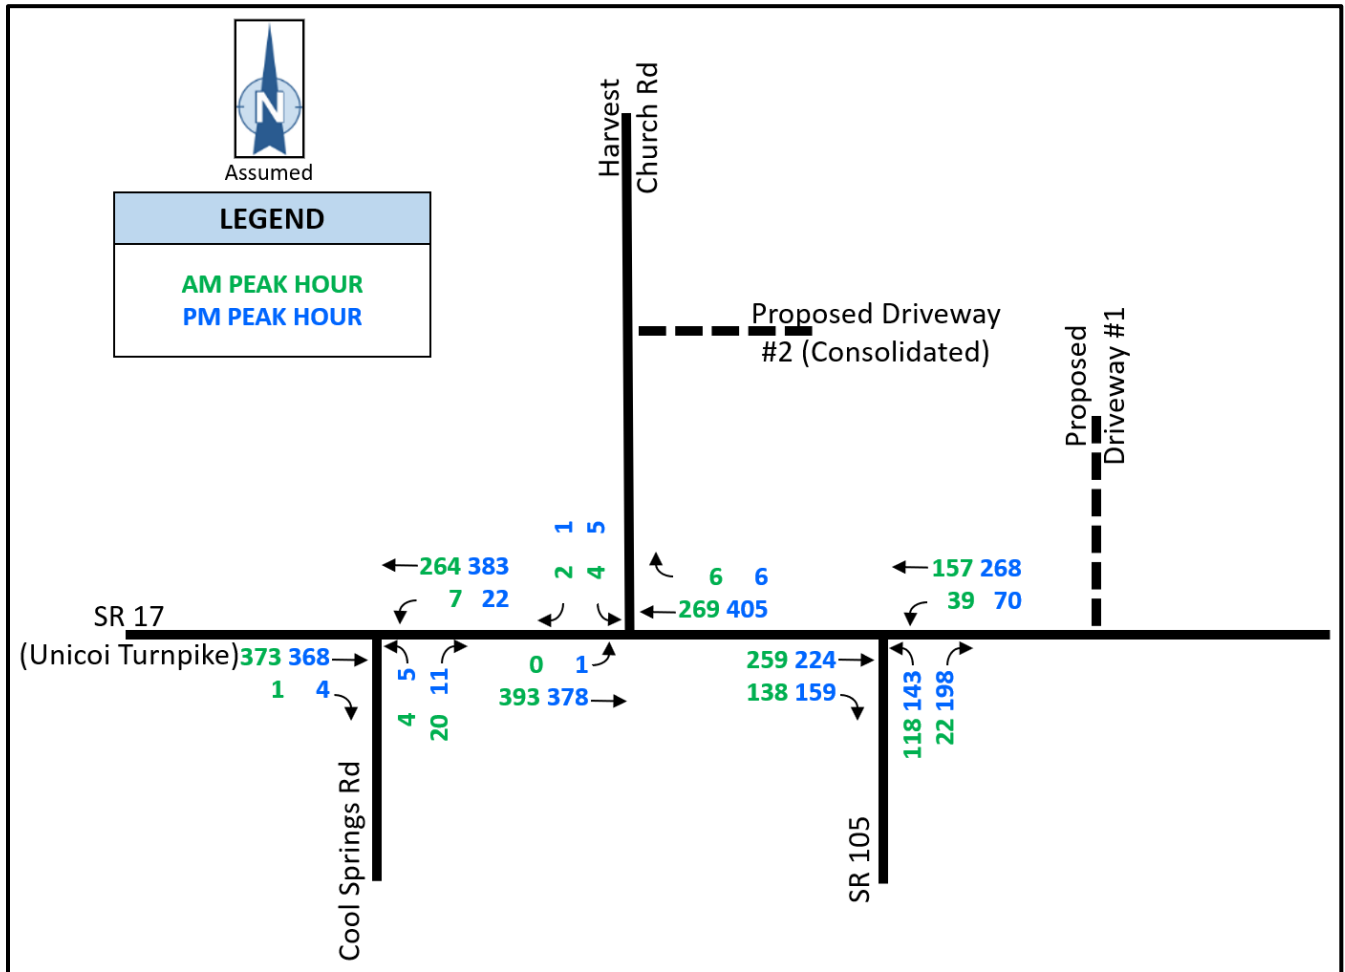 N
Assumed
LEGEND
AM PEAK HOUR
PM PEAK HOUR
Harvest
Church Rd
Proposed Driveway
#2 (Consolidated)
Proposed
Driveway #1
1 5
2 4
264 383
7 22
6 6
269 405
157 268
39 70
SR 17
(Unicoi Turnpike)
373 368
1 4
5 11
4 20
0 1
393 378
259 224
138 159
143 198
118 22
Cool Springs Rd
SR 105